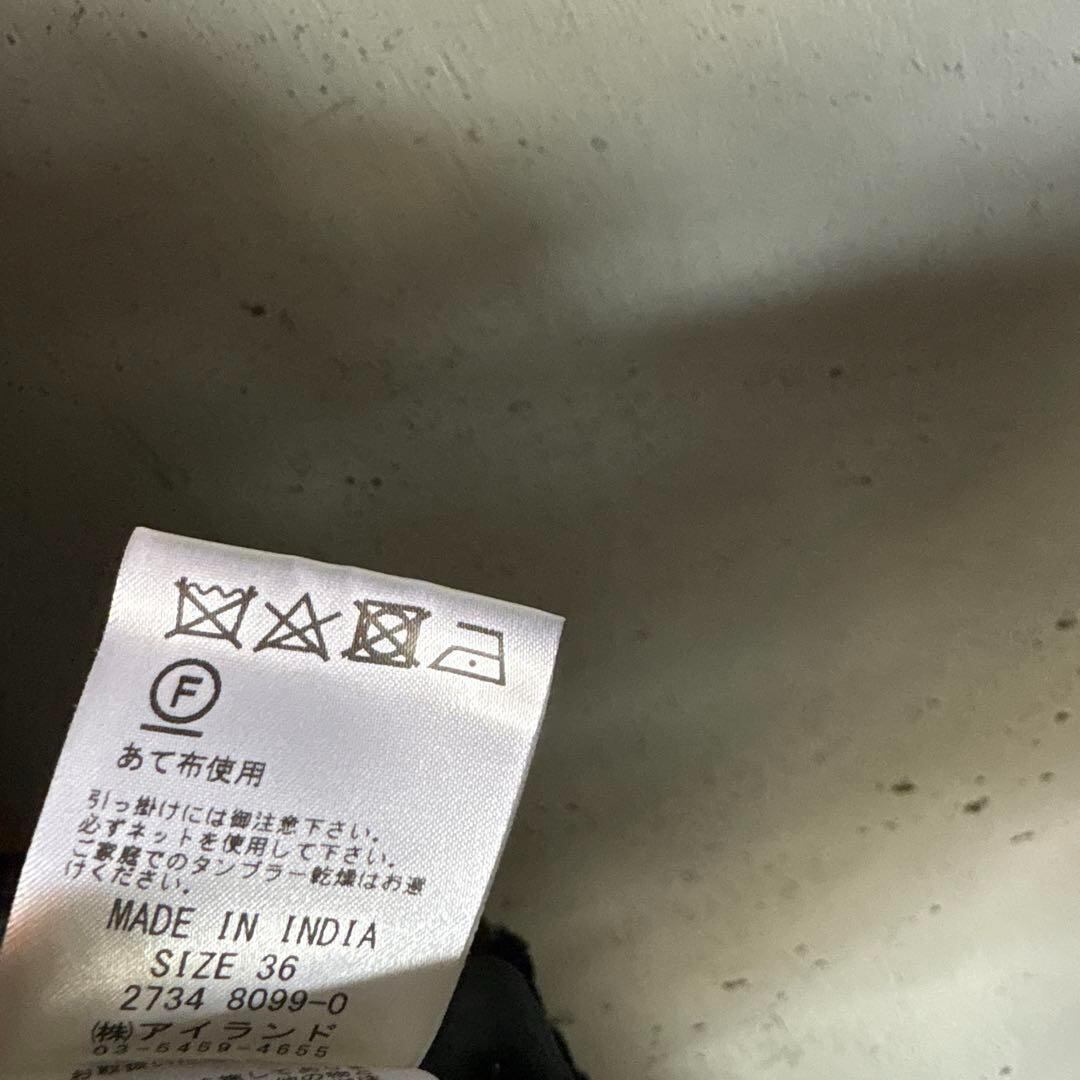 F
あて布使用
引っ掛けには御注意下さい。
必ずネットを使用して下さい。
ご家庭でのタンブラー乾燥はお避
けください。
MADE IN INDIA
SIZE 36
2734 8099-0
(株)アイランド
03-5459-4655